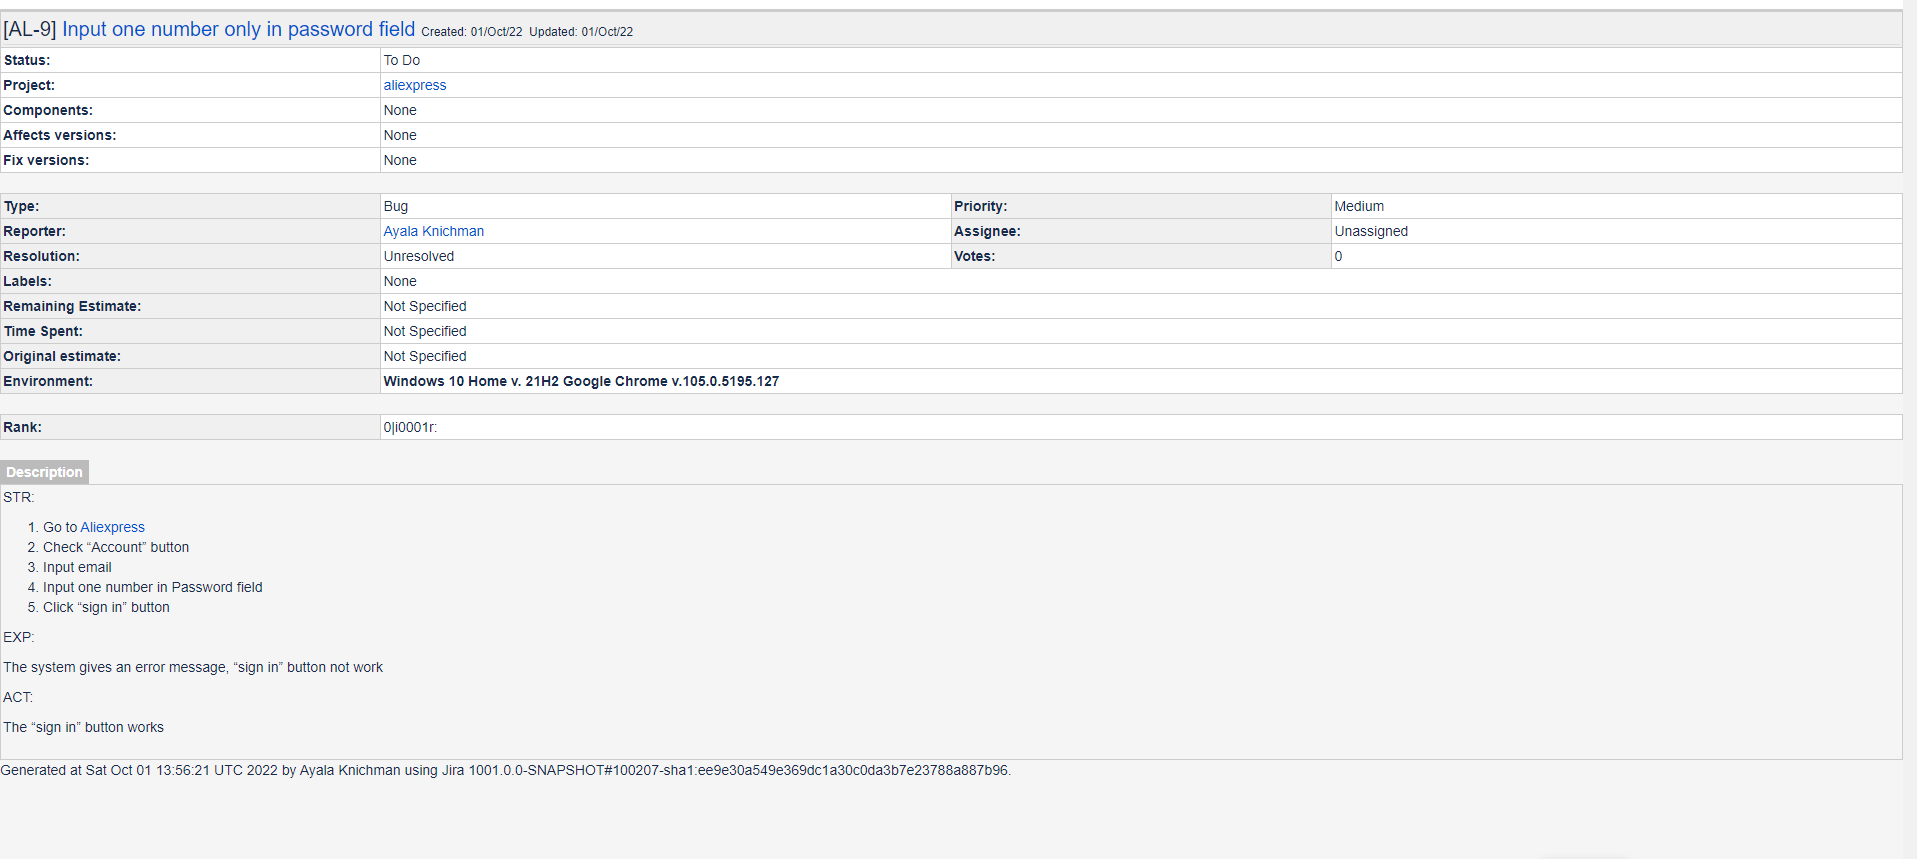 [AL-9] Input one number only in password field Created: 01/Oct/22 Updated: 01/Oct/22
Status: To Do
Project: aliexpress
Components: None
Affects versions: None
Fix versions: None
Type: Bug Priority: Medium
Reporter: Ayala Knichman Assignee: Unassigned
Resolution: Unresolved Votes: 0
Labels: None
Remaining Estimate: Not Specified
Time Spent: Not Specified
Original estimate: Not Specified
Environment: Windows 10 Home v. 21H2 Google Chrome v.105.0.5195.127
Rank: 0|i0001r:
Description
STR:
1. Go to Aliexpress
2. Check “Account” button
3. Input email
4. Input one number in Password field
5. Click “sign in” button
EXP:
The system gives an error message, “sign in” button not work
ACT:
The “sign in” button works
Generated at Sat Oct 01 13:56:21 UTC 2022 by Ayala Knichman using Jira 1001.0.0-SNAPSHOT#100207-sha1:ee9e30a549e369dc1a30c0da3b7e23788a887b96.